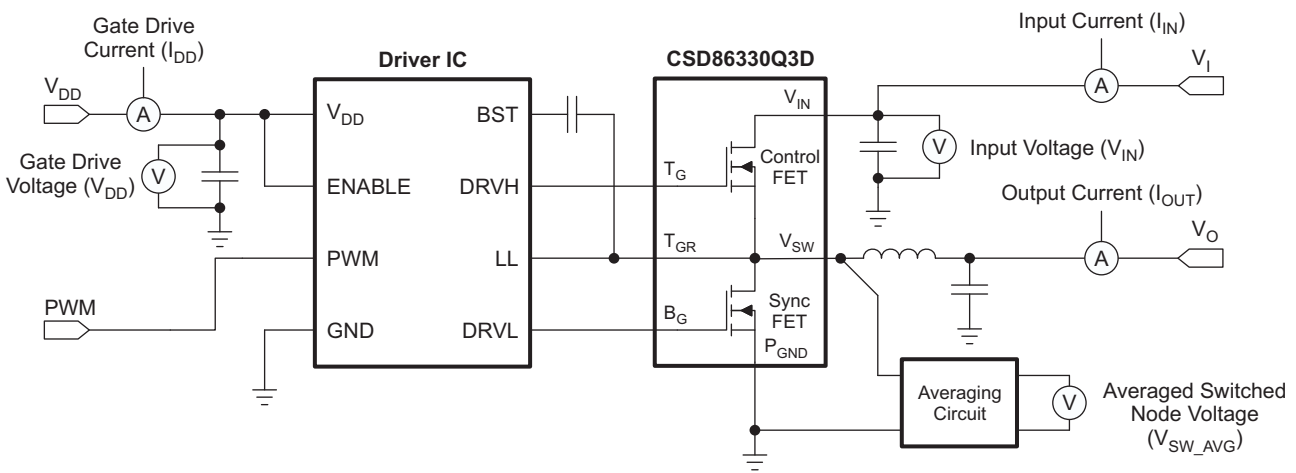 Gate Drive
Current (I_DD)
V_DD
A
Gate Drive
Voltage (V_DD)
V
PWM
Driver IC
V_DD
BST
ENABLE
DRVH
PWM
LL
GND
DRVL
CSD86330Q3D
V_IN
T_G
Control
FET
T_GR
V_SW
B_G
Sync
FET
P_GND
Input Current (I_IN)
V_I
A
V
Input Voltage (V_IN)
Output Current (I_OUT)
V_O
A
Averaging
Circuit
V
Averaged Switched
Node Voltage
(V_SW_AVG)